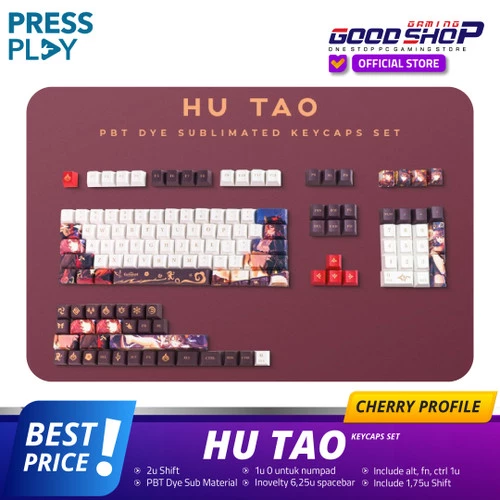 PRESS
PLAY
GAMING
GOODSHOP
ONE STOP PC GAMING STORE
OFFICIAL STORE
HU TAO
PBT DYE SUBLIMATED KEYCAPS SET
CHERRY PROFILE
BEST
PRICE!
HU TAO KEYCAPS SET
> 2u Shift
> PBT Dye Sub Material
> 1u 0 untuk numpad
> Inovelty 6,25u spacebar
> Include alt, fn, ctrl 1u
> Include 1,75u Shift